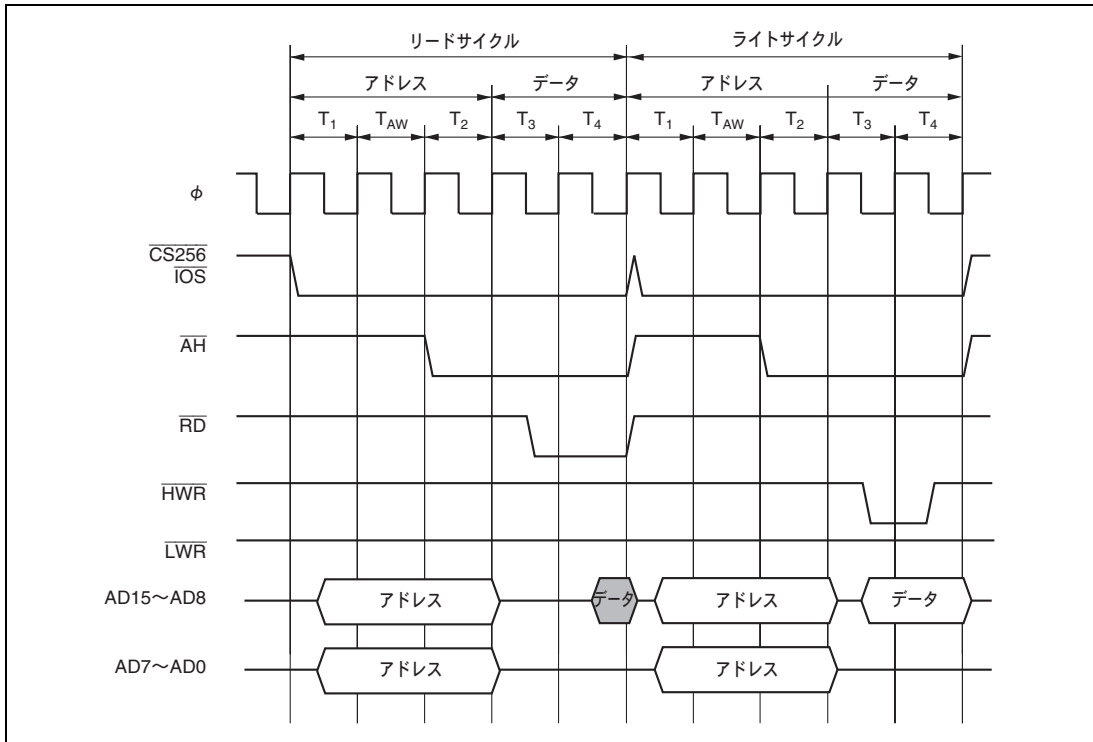 リードサイクル ライトサイクル
アドレス データ アドレス データ
T1 TAW T2 T3 T4 T1 TAW T2 T3 T4
φ
CS256
IOS
AH
RD
HWR
LWR
AD15～AD8 アドレス データ アドレス データ
AD7～AD0 アドレス アドレス